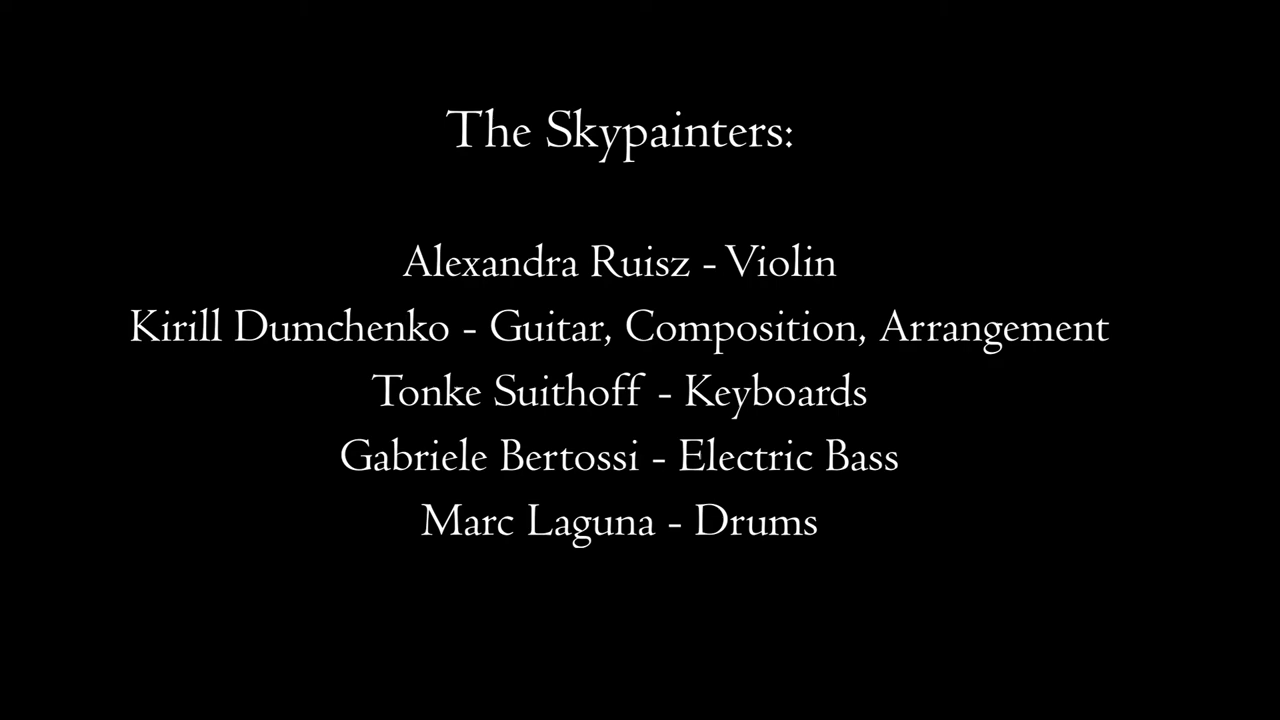 The Skypainters:
Alexandra Ruisz - Violin
Kirill Dumchenko - Guitar, Composition, Arrangement
Tonke Suithoff - Keyboards
Gabriele Bertossi - Electric Bass
Marc Laguna - Drums